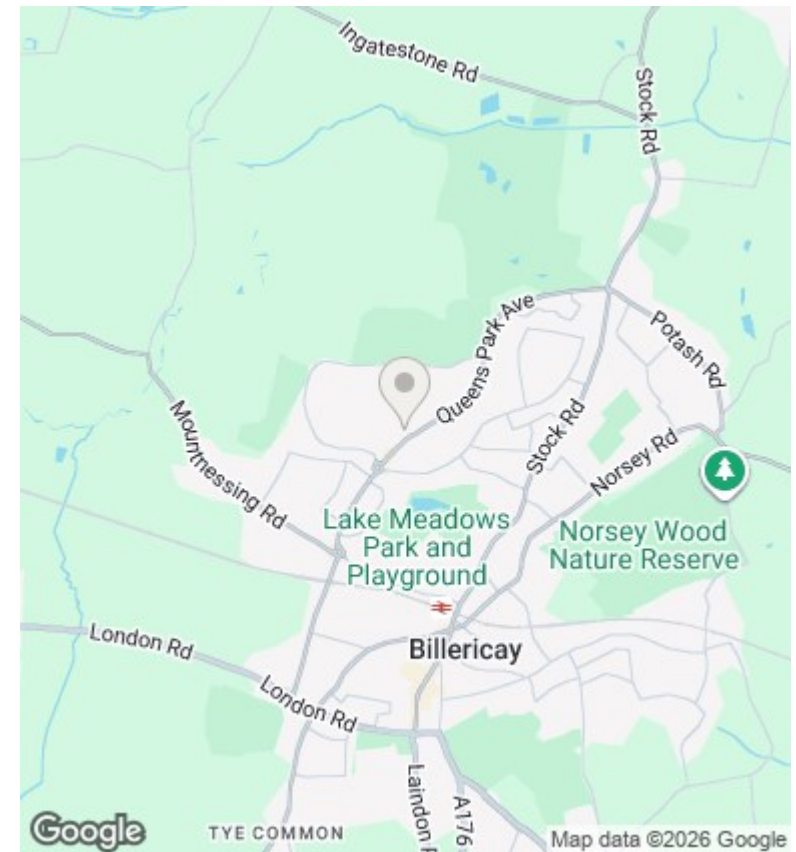 Ingatestone Rd
Stock Rd
Queens Park Ave
Potash Rd
Mountnessing Rd
Stock Rd
Norsey Rd
Lake Meadows
Park and
Playground
Norsey Wood
Nature Reserve
London Rd
Billericay
London Rd
Laindon
A176
Google
TYE COMMON
Map data ©2026 Google